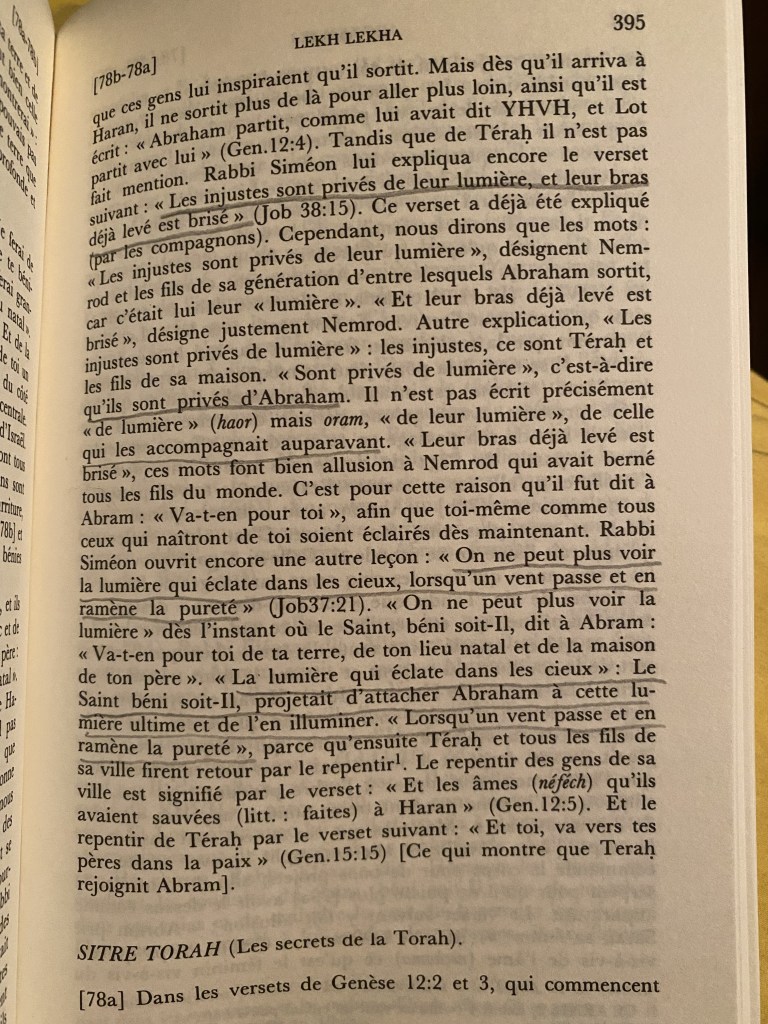 LEKH LEKHA
395
[78b-78a]
que ces gens lui inspiraient qu'il sortit. Mais dès qu'il arriva à
Haran, il ne sortit plus de là pour aller plus loin, ainsi qu'il est
écrit : « Abraham partit, comme lui avait dit YHVH, et Lot
partit avec lui » (Gen.12:4). Tandis que de Téraḥ il n'est pas
fait mention. Rabbi Siméon lui expliqua encore le verset
suivant : « Les injustes sont privés de leur lumière, et leur bras
déjà levé est brisé » (Job 38:15). Ce verset a déjà été expliqué
(par les compagnons). Cependant, nous dirons que les mots :
« Les injustes sont privés de leur lumière », désignent Nem-
rod et les fils de sa génération d'entre lesquels Abraham sortit,
car c'était lui leur « lumière ». « Et leur bras déjà levé est
brisé », désigne justement Nemrod. Autre explication, « Les
injustes sont privés de lumière » : les injustes, ce sont Téraḥ et
les fils de sa maison. « Sont privés de lumière », c'est-à-dire
qu'ils sont privés d'Abraham. Il n'est pas écrit précisément
« de lumière » (haor) mais oram, « de leur lumière », de celle
qui les accompagnait auparavant. « Leur bras déjà levé est
brisé », ces mots font bien allusion à Nemrod qui avait berné
tous les fils du monde. C'est pour cette raison qu'il fut dit à
Abram : « Va-t-en pour toi », afin que toi-même comme tous
ceux qui naîtront de toi soient éclairés dès maintenant. Rabbi
Siméon ouvrit encore une autre leçon : « On ne peut plus voir
la lumière qui éclate dans les cieux, lorsqu'un vent passe et en
ramène la pureté » (Job37:21). « On ne peut plus voir la
lumière » dès l'instant où le Saint, béni soit-Il, dit à Abram :
« Va-t-en pour toi de ta terre, de ton lieu natal et de la maison
de ton père ». « La lumière qui éclate dans les cieux » : Le
Saint béni soit-Il, projetait d'attacher Abraham à cette lu-
mière ultime et de l'en illuminer. « Lorsqu'un vent passe et en
ramène la pureté », parce qu'ensuite Téraḥ et tous les fils de
sa ville firent retour par le repentir¹. Le repentir des gens de sa
ville est signifié par le verset : « Et les âmes (néféch) qu'ils
avaient sauvées (litt. : faites) à Haran » (Gen.12:5). Et le
repentir de Téraḥ par le verset suivant : « Et toi, va vers tes
pères dans la paix » (Gen.15:15) [Ce qui montre que Teraḥ
rejoignit Abram].
SITRE TORAH (Les secrets de la Torah).
[78a] Dans les versets de Genèse 12:2 et 3, qui commencent